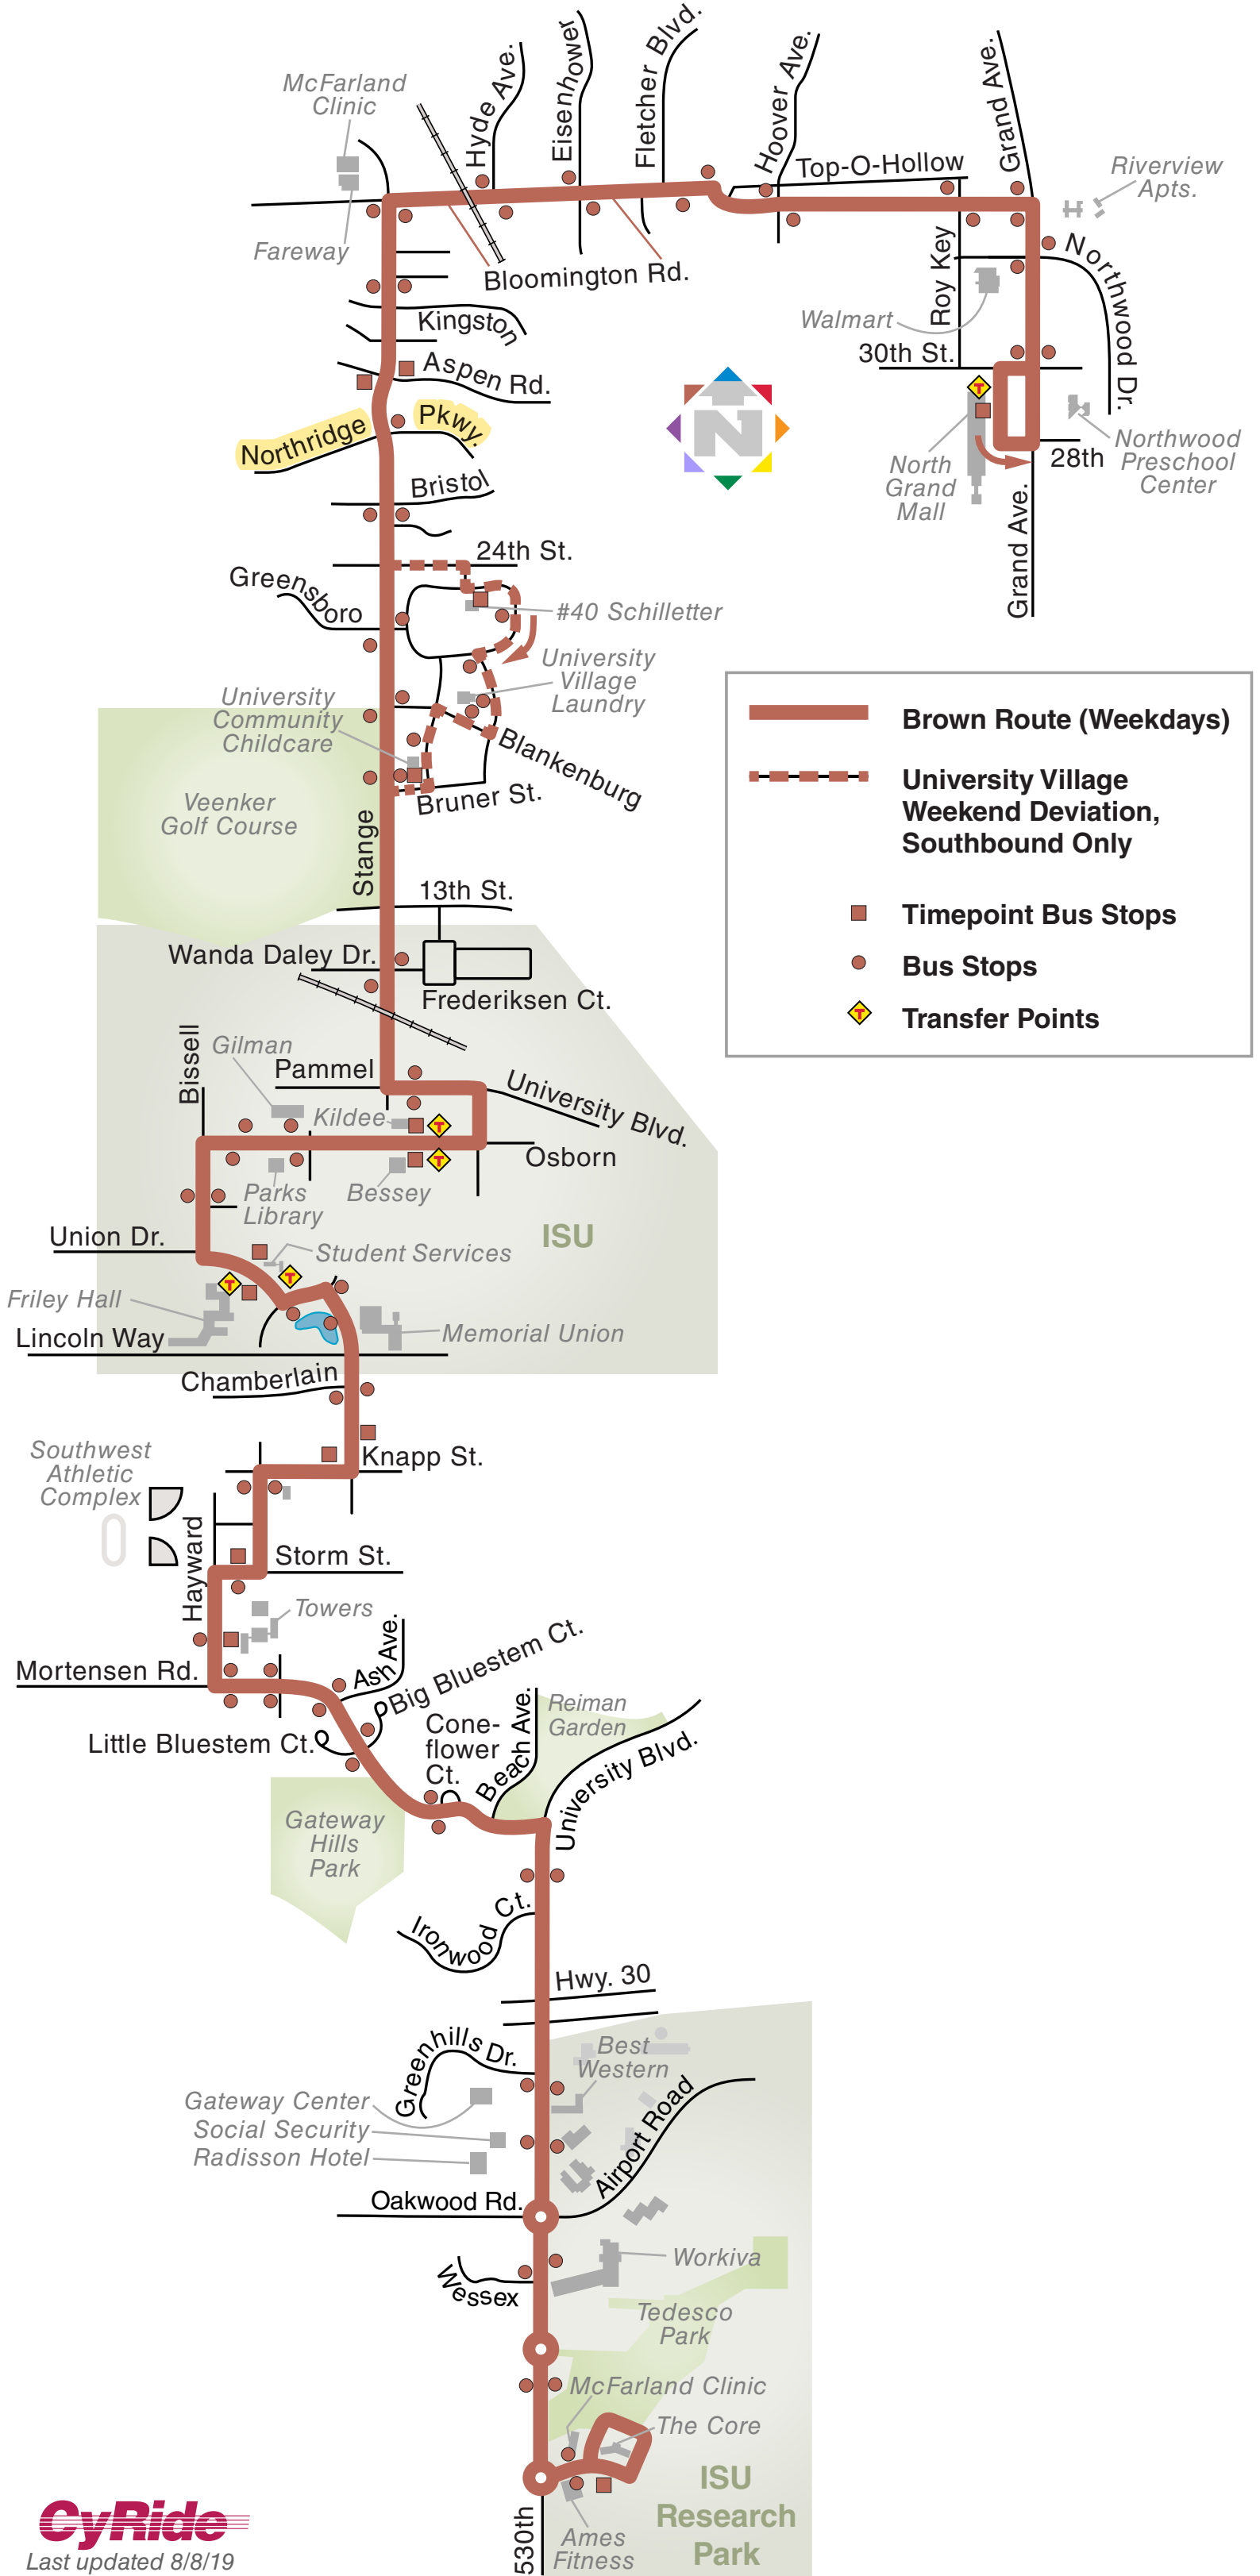 McFarland
Clinic
Hyde Ave.
Eisenhower
Fletcher Blvd.
Hoover Ave.
Grand Ave.
Top-O-Hollow
Riverview
Apts.
Fareway
Bloomington Rd.
Roy Key
Northwood Dr.
Kingston
Walmart
30th St.
Aspen Rd.
Northridge
Pkwy.
North
Grand
Mall
28th
Northwood
Preschool
Center
N
T
Bristol
Grand Ave.
24th St.
Greensboro
#40 Schilletter
University
Village
Laundry
University
Community
Childcare
Blankenburg
Bruner St.
Veenker
Golf Course
Stange
Brown Route (Weekdays)
University Village
Weekend Deviation,
Southbound Only
Timepoint Bus Stops
Bus Stops
T
Transfer Points
13th St.
Wanda Daley Dr.
Frederiksen Ct.
Bissell
Gilman
Pammel
University Blvd.
Kildee
T
Osborn
T
Parks
Library
Bessey
ISU
Union Dr.
Student Services
T
T
Friley Hall
Lincoln Way
Memorial Union
Chamberlain
Southwest
Athletic
Complex
Knapp St.
Hayward
Storm St.
Towers
Mortensen Rd.
Ash Ave.
Big Bluestem Ct.
Little Bluestem Ct.
Cone-
flower
Ct.
Beach Ave.
Reiman
Garden
University Blvd.
Gateway
Hills
Park
Ironwood Ct.
Hwy. 30
Greenhills Dr.
Best
Western
Gateway Center
Social Security
Radisson Hotel
Airport Road
Oakwood Rd.
Workiva
Wessex
Tedesco
Park
McFarland Clinic
The Core
ISU
Research
Park
530th
Ames
Fitness
CyRide
Last updated 8/8/19